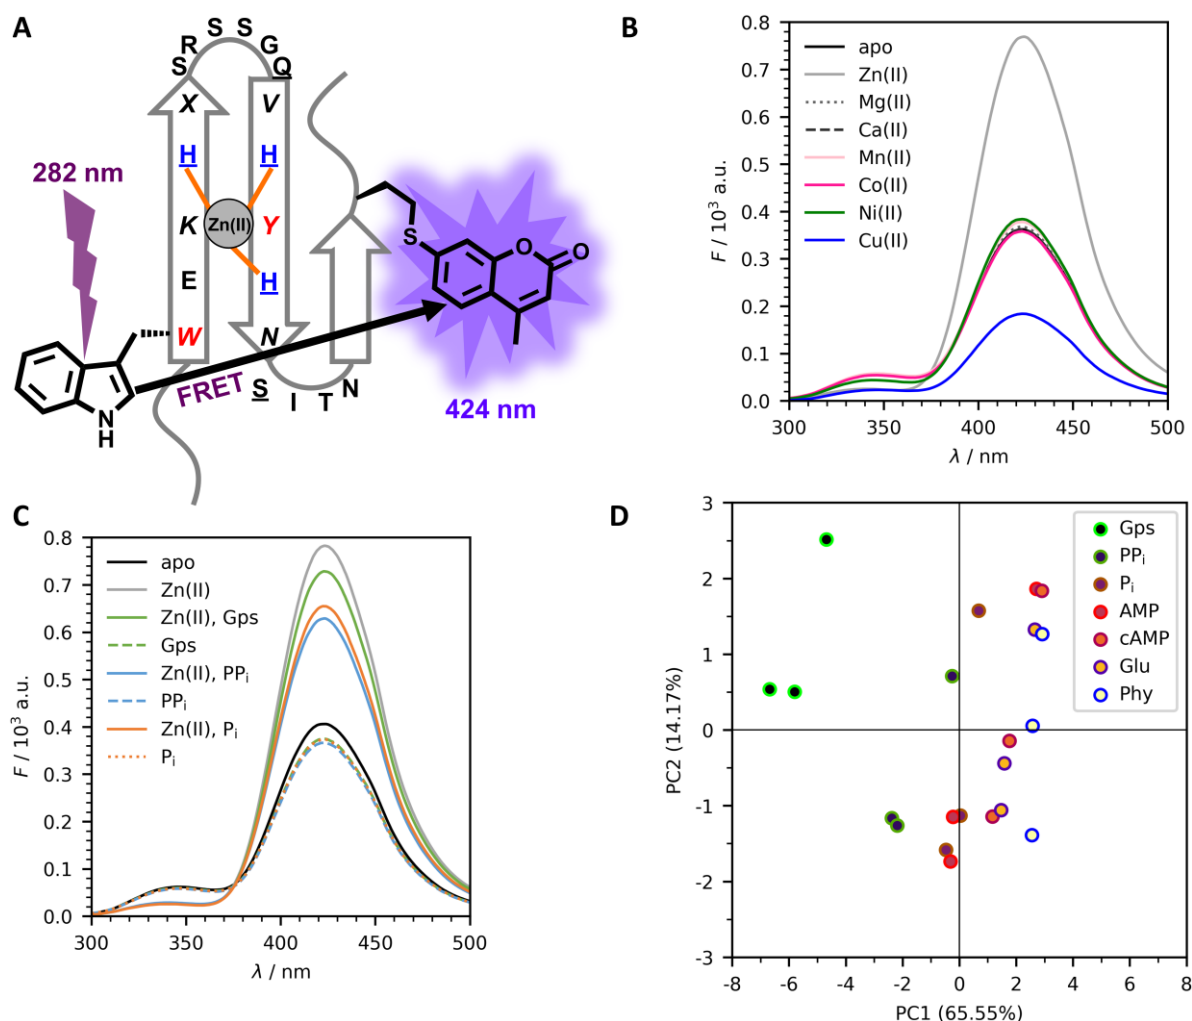 A
S
R
S
S
G
Q
X
V
H
H
282 nm
K
Zn(II)
Y
E
H
W
N
S
I
T
N
FRET
N
H
S
O
O
424 nm
B
F / 10³ a.u.
0.8
0.7
0.6
0.5
0.4
0.3
0.2
0.1
0.0
apo
Zn(II)
Mg(II)
Ca(II)
Mn(II)
Co(II)
Ni(II)
Cu(II)
300 350 400 450 500
λ / nm
C
F / 10³ a.u.
0.8
0.7
0.6
0.5
0.4
0.3
0.2
0.1
0.0
apo
Zn(II)
Zn(II), Gps
Gps
Zn(II), PPᵢ
PPᵢ
Zn(II), Pᵢ
Pᵢ
300 350 400 450 500
λ / nm
D
PC2 (14.17%)
3
2
1
0
-1
-2
-3
Gps
PPᵢ
Pᵢ
AMP
cAMP
Glu
Phy
-8 -6 -4 -2 0 2 4 6 8
PC1 (65.55%)